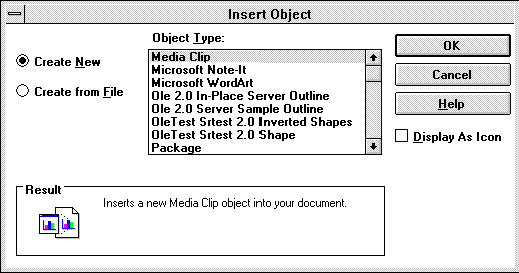 Insert Object
Object Type:
Create New
Create from File
Media Clip
Microsoft Note-It
Microsoft WordArt
Ole 2.0 In-Place Server Outline
Ole 2.0 Server Sample Outline
OleTest Srtest 2.0 Inverted Shapes
OleTest Srtest 2.0 Shape
Package
OK
Cancel
Help
Display As Icon
Result
Inserts a new Media Clip object into your document.